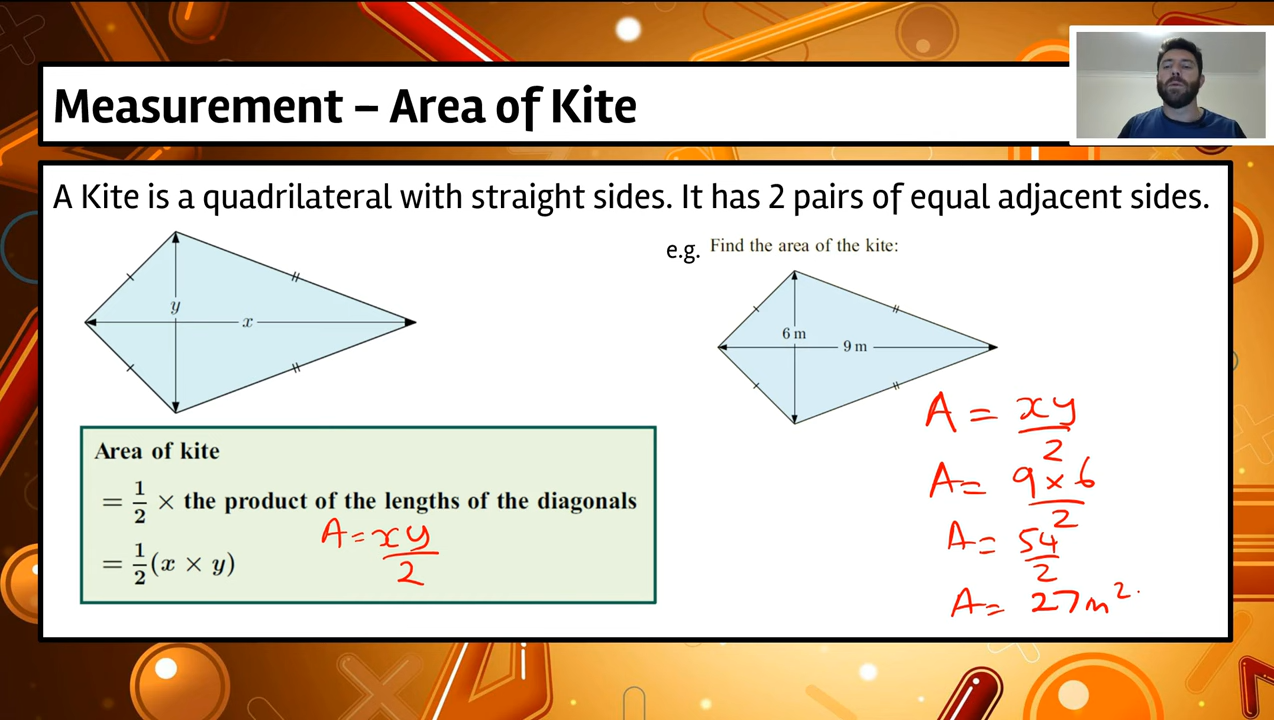 Measurement – Area of Kite
A Kite is a quadrilateral with straight sides. It has 2 pairs of equal adjacent sides.
y
x
Area of kite
= 1/2 × the product of the lengths of the diagonals
= 1/2 (x × y)
A = xy/2
e.g. Find the area of the kite:
6 m
9 m
A = xy/2
A = 9 × 6/2
A = 54/2
A = 27m²